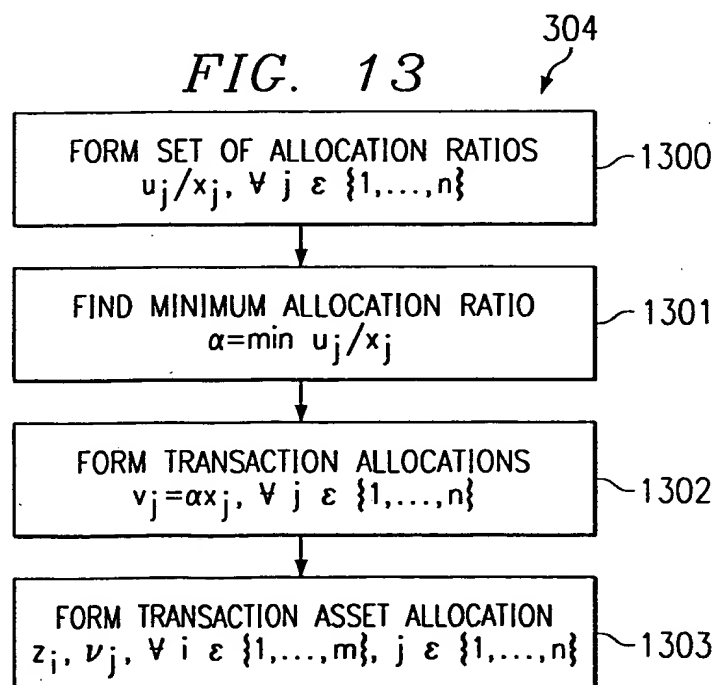 304
FIG. 13
FORM SET OF ALLOCATION RATIOS
u_j/x_j, ∀ j ε {1,...,n}
1300
FIND MINIMUM ALLOCATION RATIO
α=min u_j/x_j
1301
FORM TRANSACTION ALLOCATIONS
v_j=αx_j, ∀ j ε {1,...,n}
1302
FORM TRANSACTION ASSET ALLOCATION
z_i, ν_j, ∀ i ε {1,...,m}, j ε {1,...,n}
1303